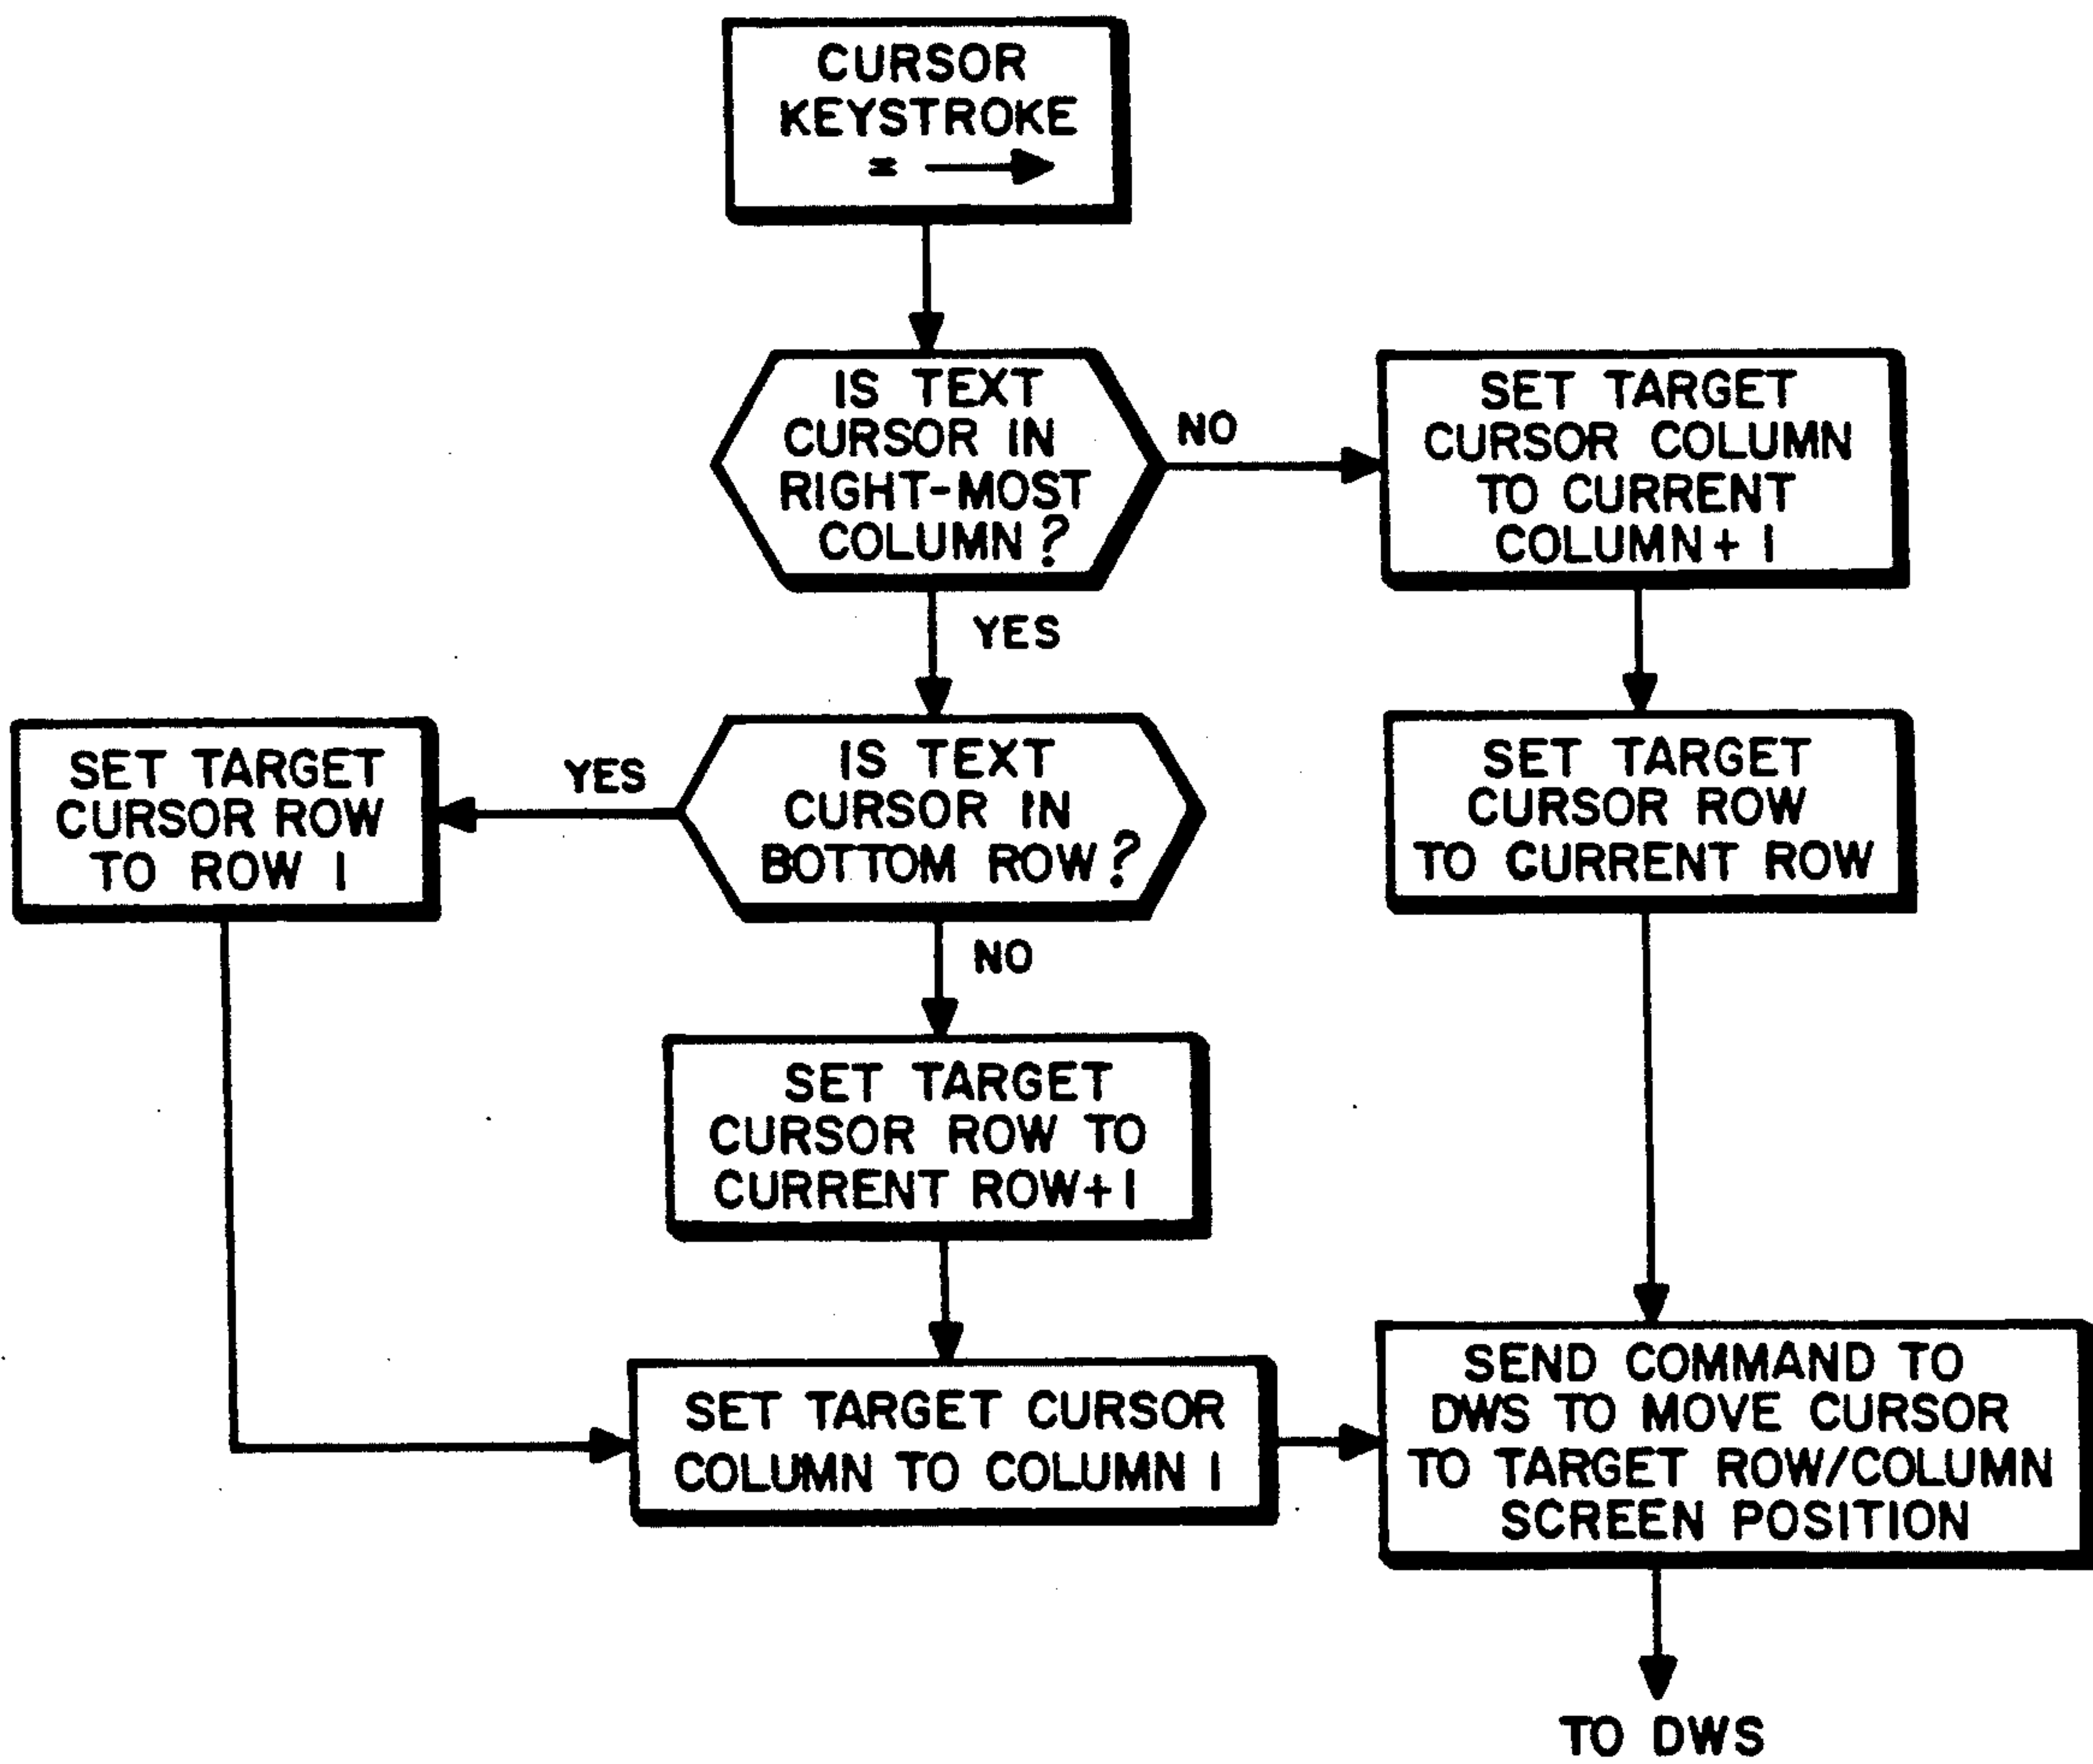 CURSOR
KEYSTROKE
= →
IS TEXT
CURSOR IN
RIGHT-MOST
COLUMN?
NO
SET TARGET
CURSOR COLUMN
TO CURRENT
COLUMN+ 1
YES
SET TARGET
CURSOR ROW
TO ROW 1
YES
IS TEXT
CURSOR IN
BOTTOM ROW?
SET TARGET
CURSOR ROW
TO CURRENT ROW
NO
SET TARGET
CURSOR ROW TO
CURRENT ROW+1
SET TARGET CURSOR
COLUMN TO COLUMN 1
SEND COMMAND TO
DWS TO MOVE CURSOR
TO TARGET ROW/COLUMN
SCREEN POSITION
TO DWS